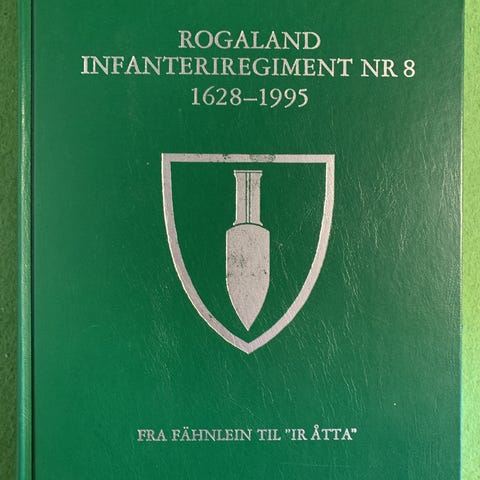 ROGALAND
INFANTERIREGIMENT NR 8
1628–1995
FRA FÄHNLEIN TIL "IR ÅTTA"